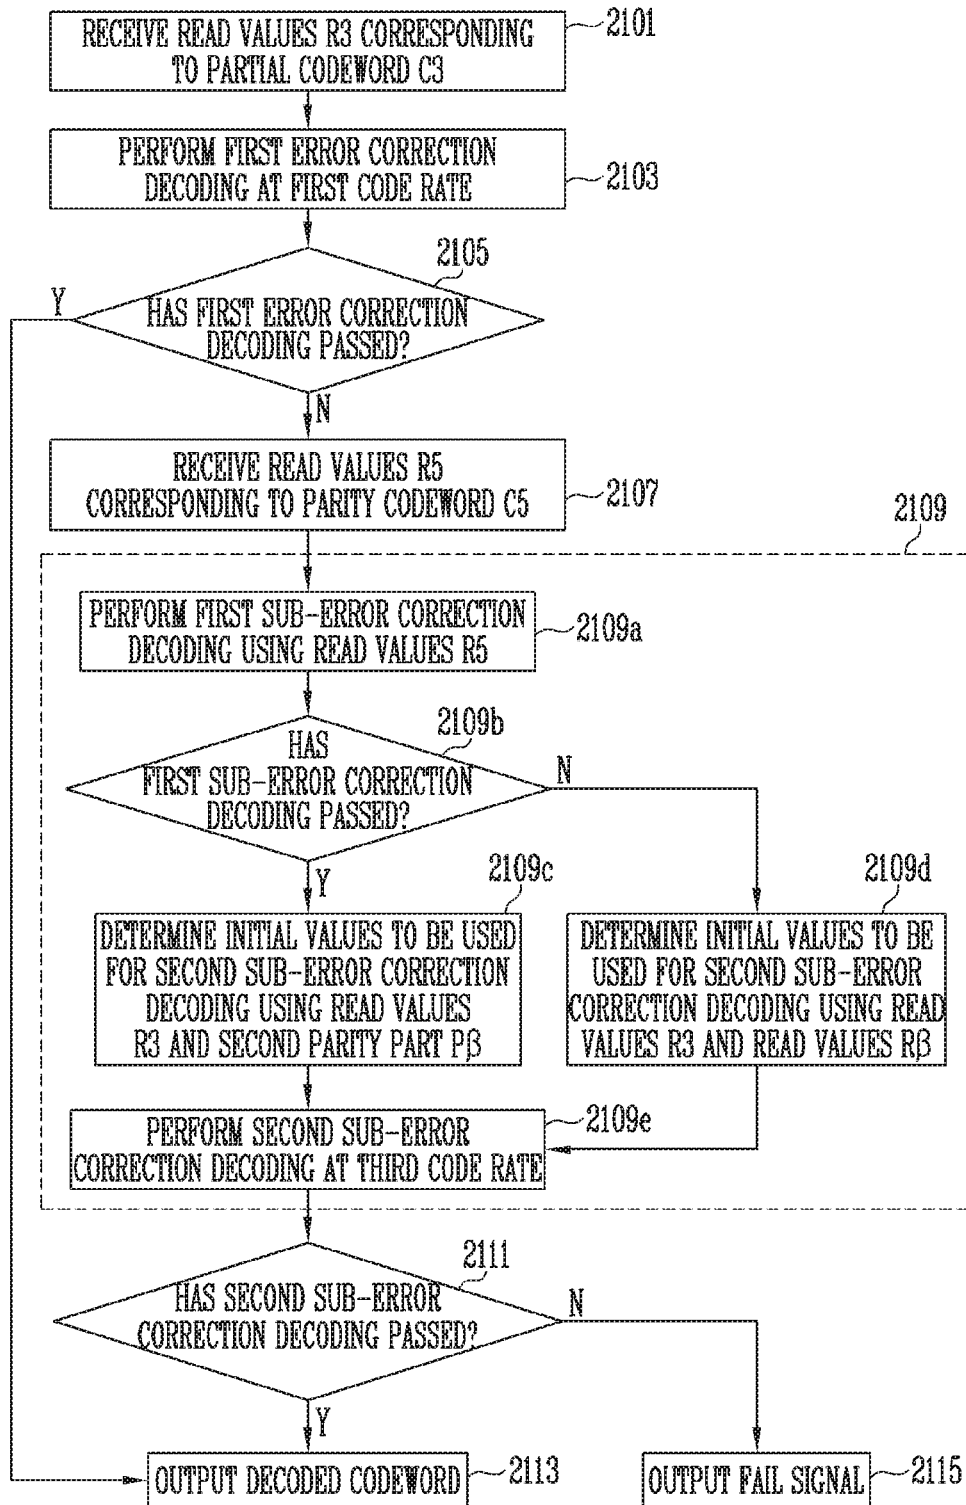 RECEIVE READ VALUES R3 CORRESPONDING
TO PARTIAL CODEWORD C3
2101
PERFORM FIRST ERROR CORRECTION
DECODING AT FIRST CODE RATE
2103
2105
Y
HAS FIRST ERROR CORRECTION
DECODING PASSED?
N
RECEIVE READ VALUES R5
CORRESPONDING TO PARITY CODEWORD C5
2107
2109
PERFORM FIRST SUB-ERROR CORRECTION
DECODING USING READ VALUES R5
2109a
2109b
HAS
FIRST SUB-ERROR CORRECTION
DECODING PASSED?
N
Y
2109c
2109d
DETERMINE INITIAL VALUES TO BE USED
FOR SECOND SUB-ERROR CORRECTION
DECODING USING READ VALUES
R3 AND SECOND PARITY PART Pβ
DETERMINE INITIAL VALUES TO BE
USED FOR SECOND SUB-ERROR
CORRECTION DECODING USING READ
VALUES R3 AND READ VALUES Rβ
PERFORM SECOND SUB-ERROR
CORRECTION DECODING AT THIRD CODE RATE
2109e
2111
HAS SECOND SUB-ERROR
CORRECTION DECODING PASSED?
N
Y
OUTPUT DECODED CODEWORD
2113
OUTPUT FAIL SIGNAL
2115